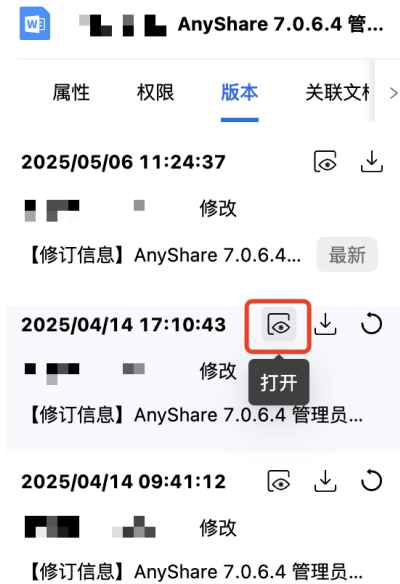 AnyShare 7.0.6.4 管...
属性 权限 版本 关联文
2025/05/06 11:24:37
修改
【修订信息】AnyShare 7.0.6.4... 最新
2025/04/14 17:10:43
修改
打开
【修订信息】AnyShare 7.0.6.4 管理员...
2025/04/14 09:41:12
修改
【修订信息】AnyShare 7.0.6.4 管理员...